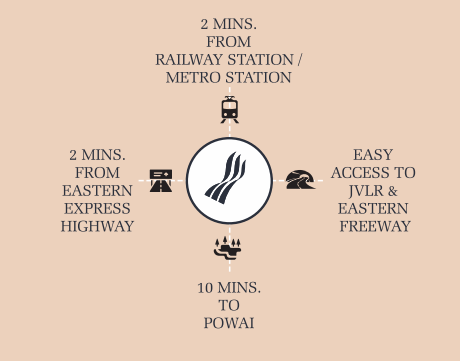 2 MINS.
FROM
RAILWAY STATION /
METRO STATION
2 MINS.
FROM
EASTERN
EXPRESS
HIGHWAY
EASY
ACCESS TO
JVLR &
EASTERN
FREEWAY
10 MINS.
TO
POWAI